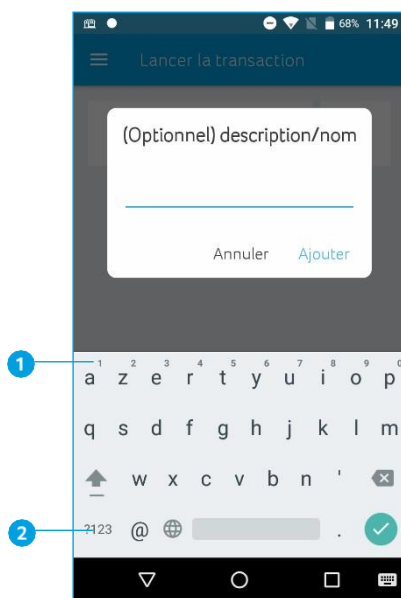 68% 11:49
Lancer la transaction
(Optionnel) description/nom
Annuler Ajouter
1
1 2 3 4 5 6 7 8 9 0
a z e r t y u i o p
q s d f g h j k l m
w x c v b n '
2
?123 @ .